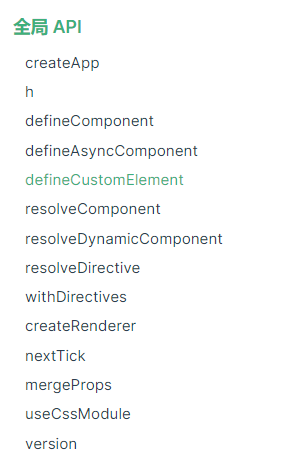 全局 API
createApp
h
defineComponent
defineAsyncComponent
defineCustomElement
resolveComponent
resolveDynamicComponent
resolveDirective
withDirectives
createRenderer
nextTick
mergeProps
useCssModule
version